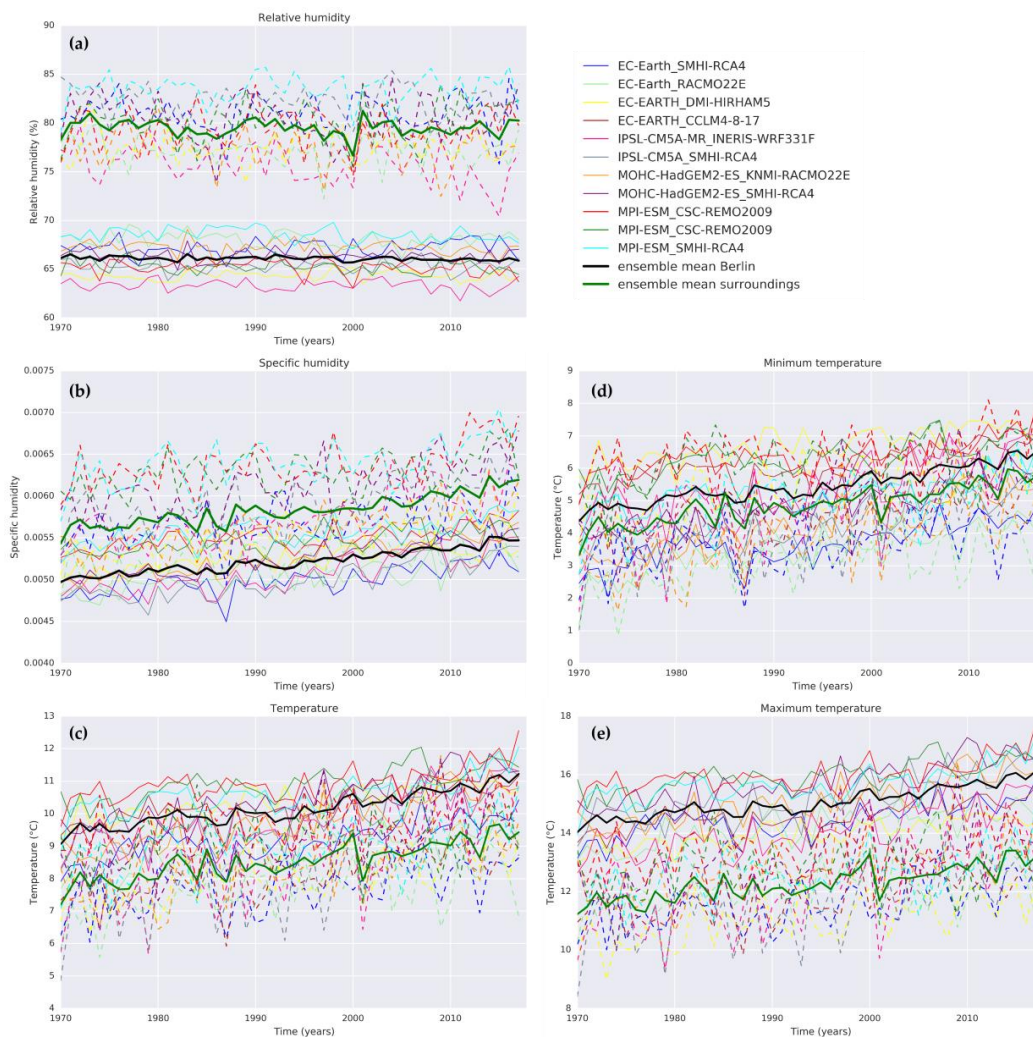 Relative humidity
(a)
90
85
80
75
70
65
60
Relative humidity (%)
1970 1980 1990 2000 2010
Time (years)
EC-Earth_SMHI-RCA4
EC-Earth_RACMO22E
EC-EARTH_DMI-HIRHAM5
EC-EARTH_CCLM4-8-17
IPSL-CM5A-MR_INERIS-WRF331F
IPSL-CM5A_SMHI-RCA4
MOHC-HadGEM2-ES_KNMI-RACMO22E
MOHC-HadGEM2-ES_SMHI-RCA4
MPI-ESM_CSC-REMO2009
MPI-ESM_CSC-REMO2009
MPI-ESM_SMHI-RCA4
ensemble mean Berlin
ensemble mean surroundings
Specific humidity
(b)
0.0075
0.0070
0.0065
0.0060
0.0055
0.0050
0.0045
0.0040
Specific humidity
1970 1980 1990 2000 2010
Time (years)
Minimum temperature
(d)
9
8
7
6
5
4
3
2
1
0
Temperature (°C)
1970 1980 1990 2000 2010
Time (years)
Temperature
(c)
13
12
11
10
9
8
7
6
5
4
Temperature (°C)
1970 1980 1990 2000 2010
Time (years)
Maximum temperature
(e)
18
16
14
12
10
8
Temperature (°C)
1970 1980 1990 2000 2010
Time (years)